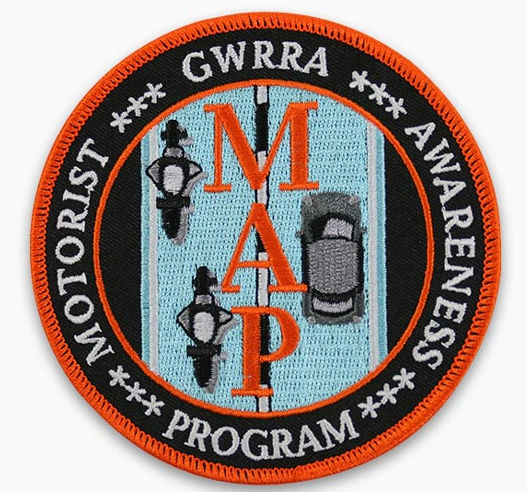 GWRRA
*** MOTORIST *** AWARENESS
*** PROGRAM ***
M
A
P